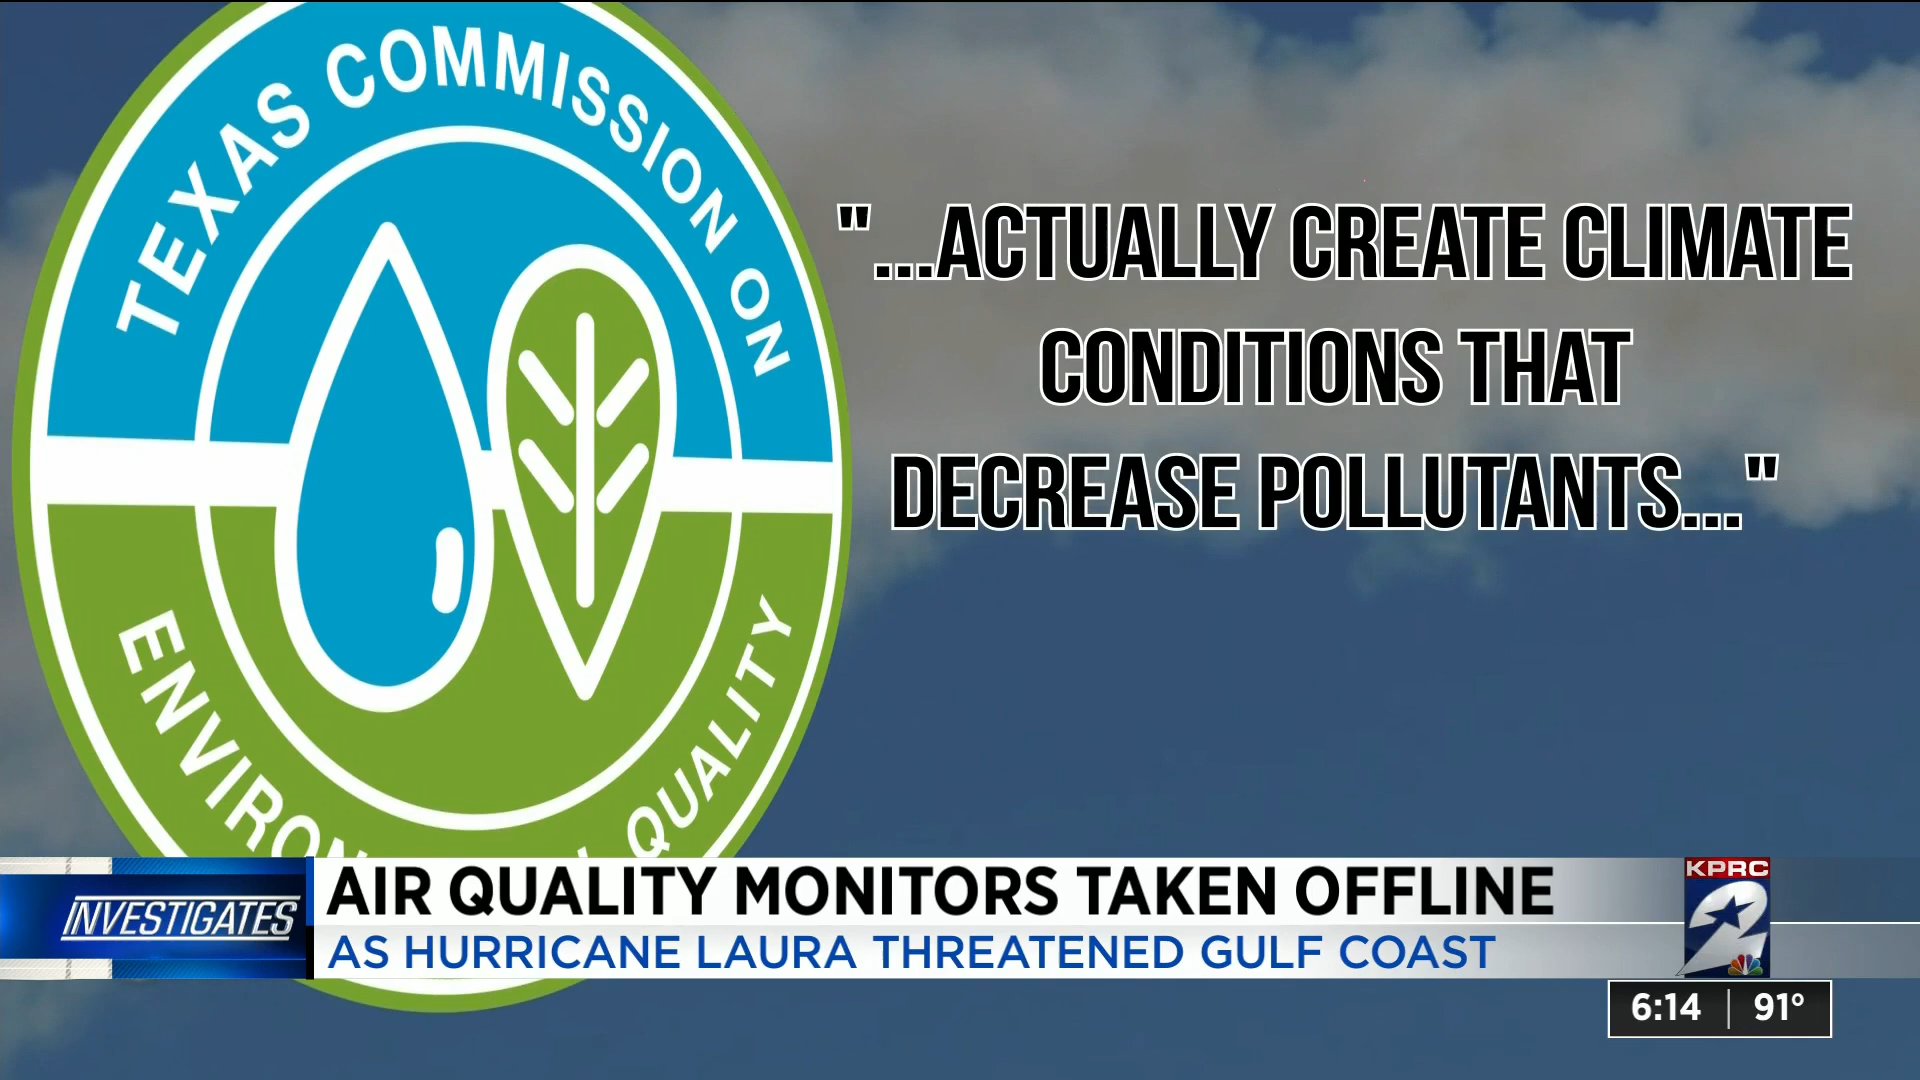 TEXAS COMMISSION ON
ENVIRON
QUALITY
"...ACTUALLY CREATE CLIMATE
CONDITIONS THAT
DECREASE POLLUTANTS..."
INVESTIGATES
AIR QUALITY MONITORS TAKEN OFFLINE
AS HURRICANE LAURA THREATENED GULF COAST
KPRC
2
6:14 | 91°